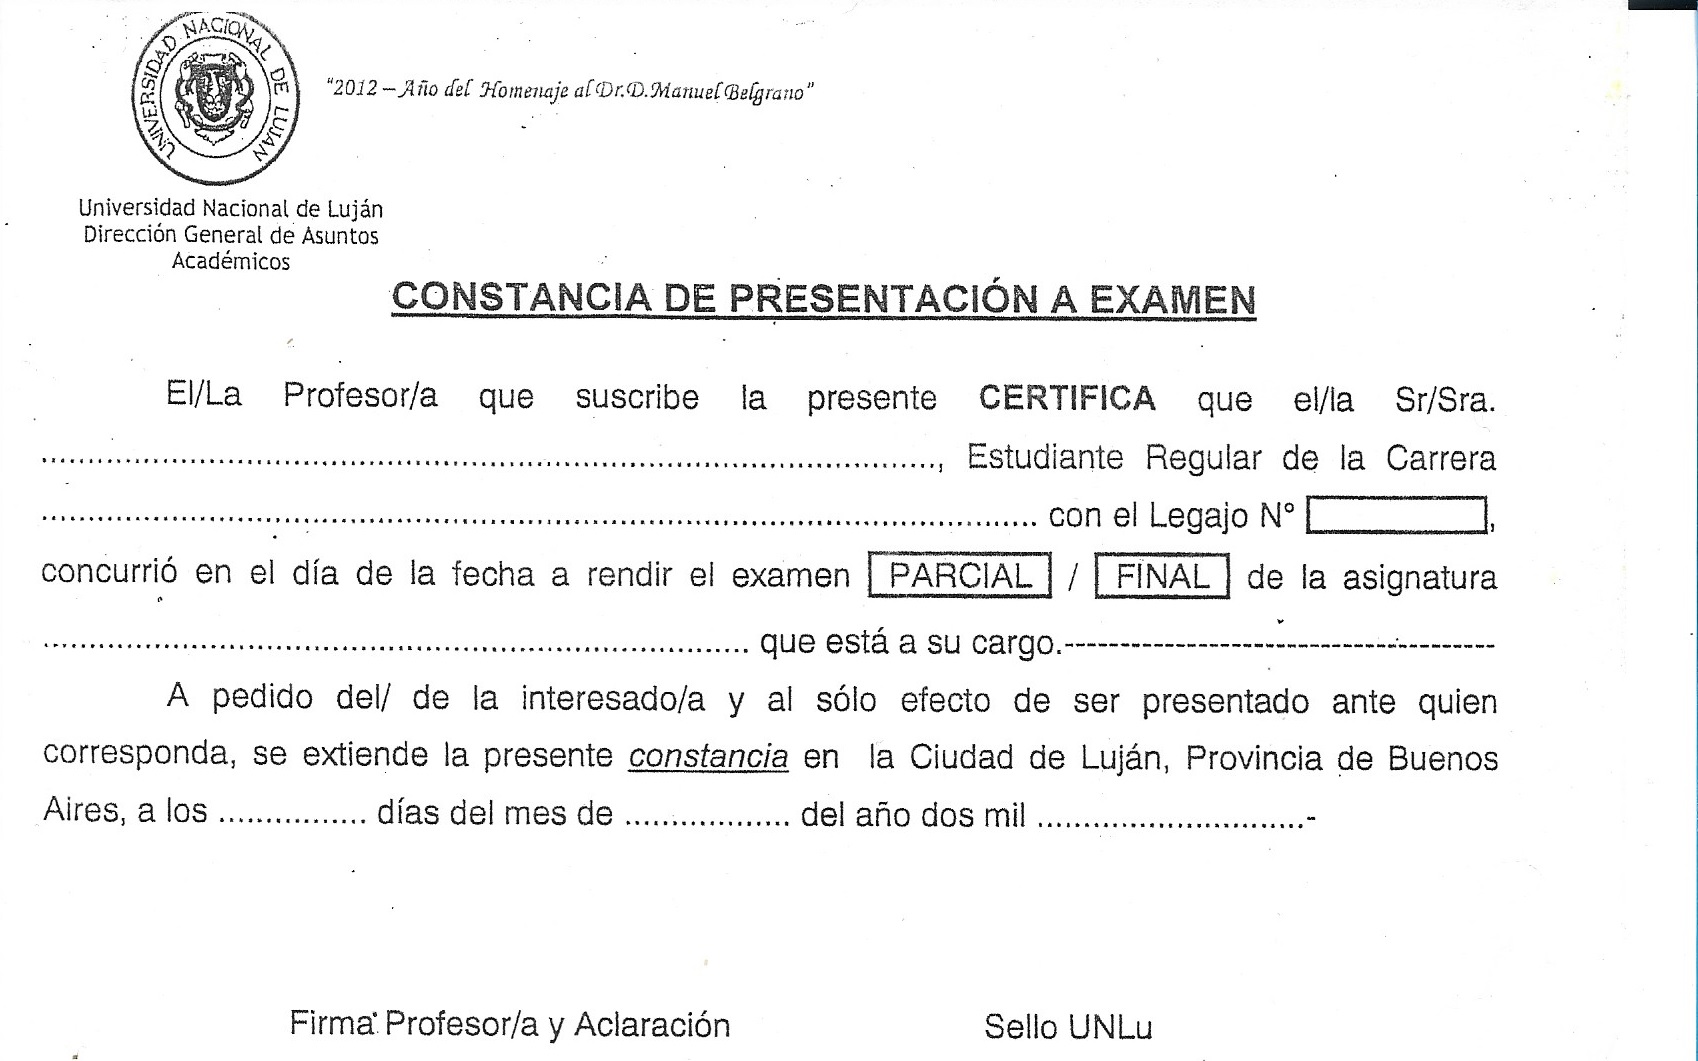 UNIVERSIDAD NACIONAL DE LUJAN
"2012 – Año del Homenaje al Dr. D. Manuel Belgrano"
Universidad Nacional de Luján
Dirección General de Asuntos
Académicos
CONSTANCIA DE PRESENTACIÓN A EXAMEN
El/La Profesor/a que suscribe la presente CERTIFICA que el/la Sr/Sra.
................................................................................................, Estudiante Regular de la Carrera
.......................................................................................................... con el Legajo Nº ,
concurrió en el día de la fecha a rendir el examen PARCIAL / FINAL de la asignatura
........................................................................... que está a su cargo.----------------------------------------
A pedido del/ de la interesado/a y al sólo efecto de ser presentado ante quien
corresponda, se extiende la presente constancia en la Ciudad de Luján, Provincia de Buenos
Aires, a los ................ días del mes de .................. del año dos mil .............................-
Firma Profesor/a y Aclaración Sello UNLu